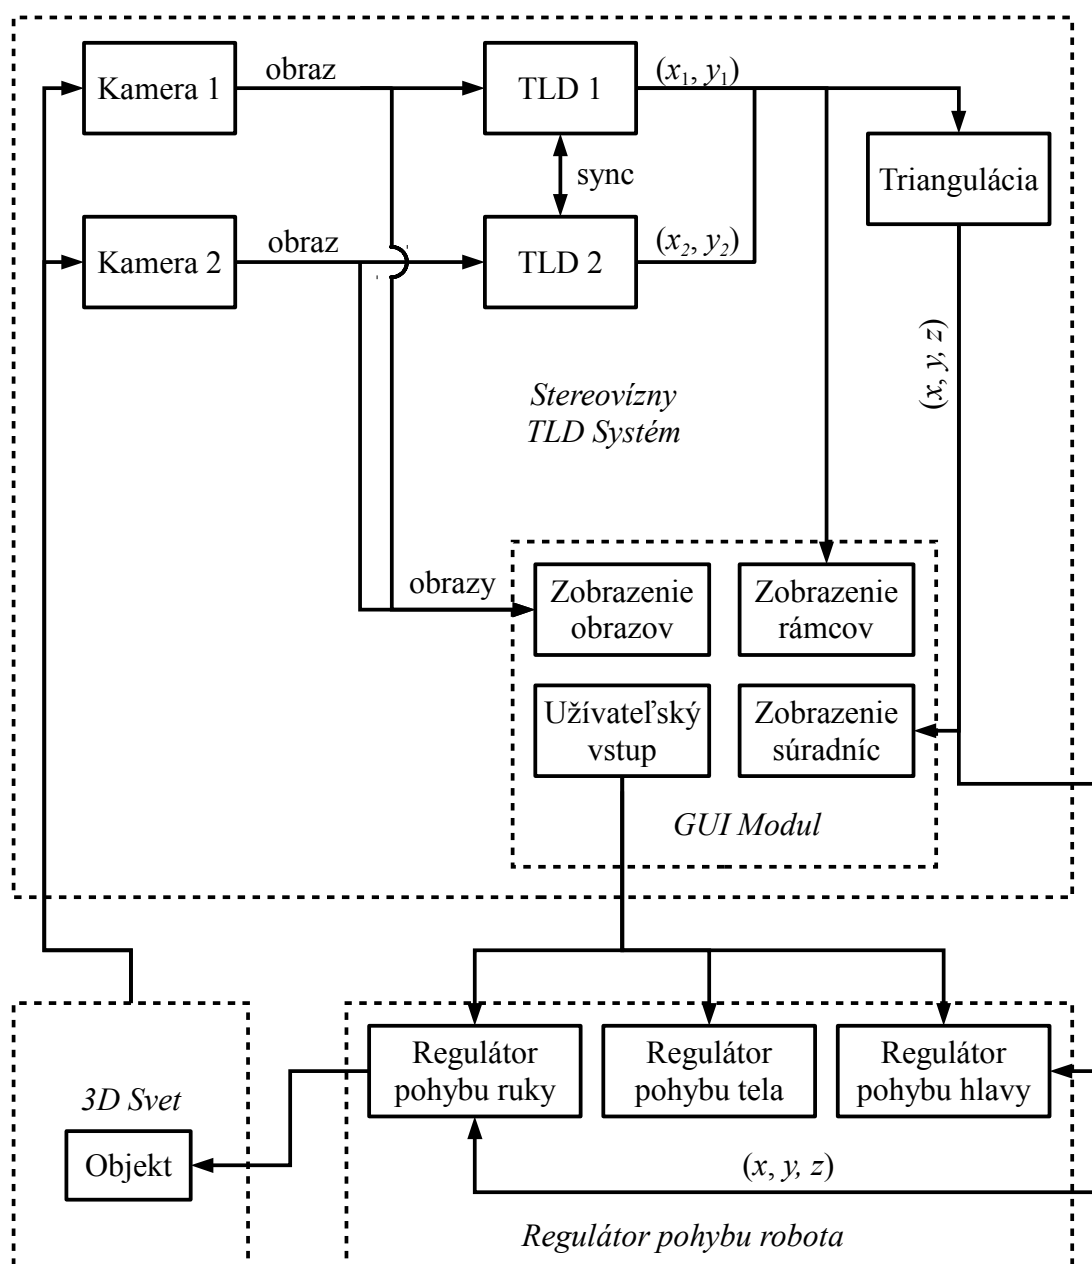 Kamera 1
obraz
TLD 1
(x₁, y₁)
Triangulácia
sync
Kamera 2
obraz
TLD 2
(x₂, y₂)
(x, y, z)
Stereovízny
TLD Systém
obrazy
Zobrazenie
obrazov
Zobrazenie
rámcov
Užívateľský
vstup
Zobrazenie
súradníc
GUI Modul
Regulátor
pohybu ruky
Regulátor
pohybu tela
Regulátor
pohybu hlavy
3D Svet
Objekt
(x, y, z)
Regulátor pohybu robota